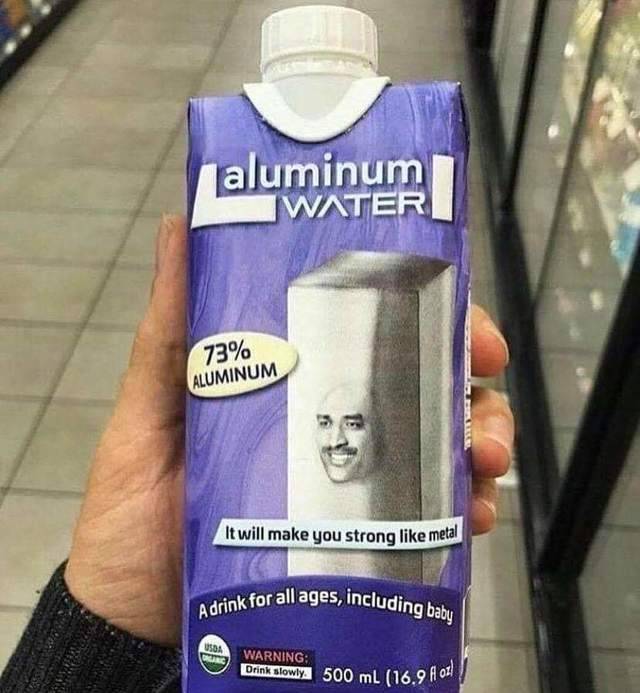 aluminum
WATER
73%
ALUMINUM
It will make you strong like metal
A drink for all ages, including baby
USDA
ORGANIC
WARNING:
Drink slowly.
500 mL (16.9 fl oz)